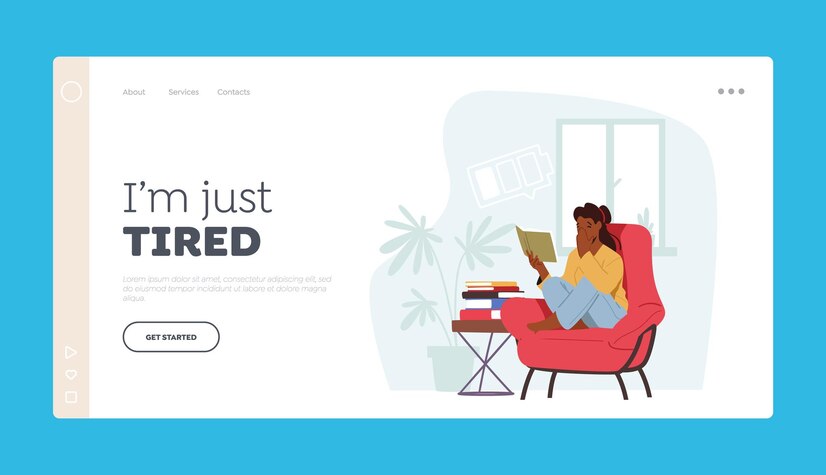 About Services Contacts
I'm just
TIRED
Lorem ipsum dolor sit amet, consectetur adipiscing elit,
sed do eiusmod tempor incididunt ut labore et dolore magna
aliqua.
GET STARTED